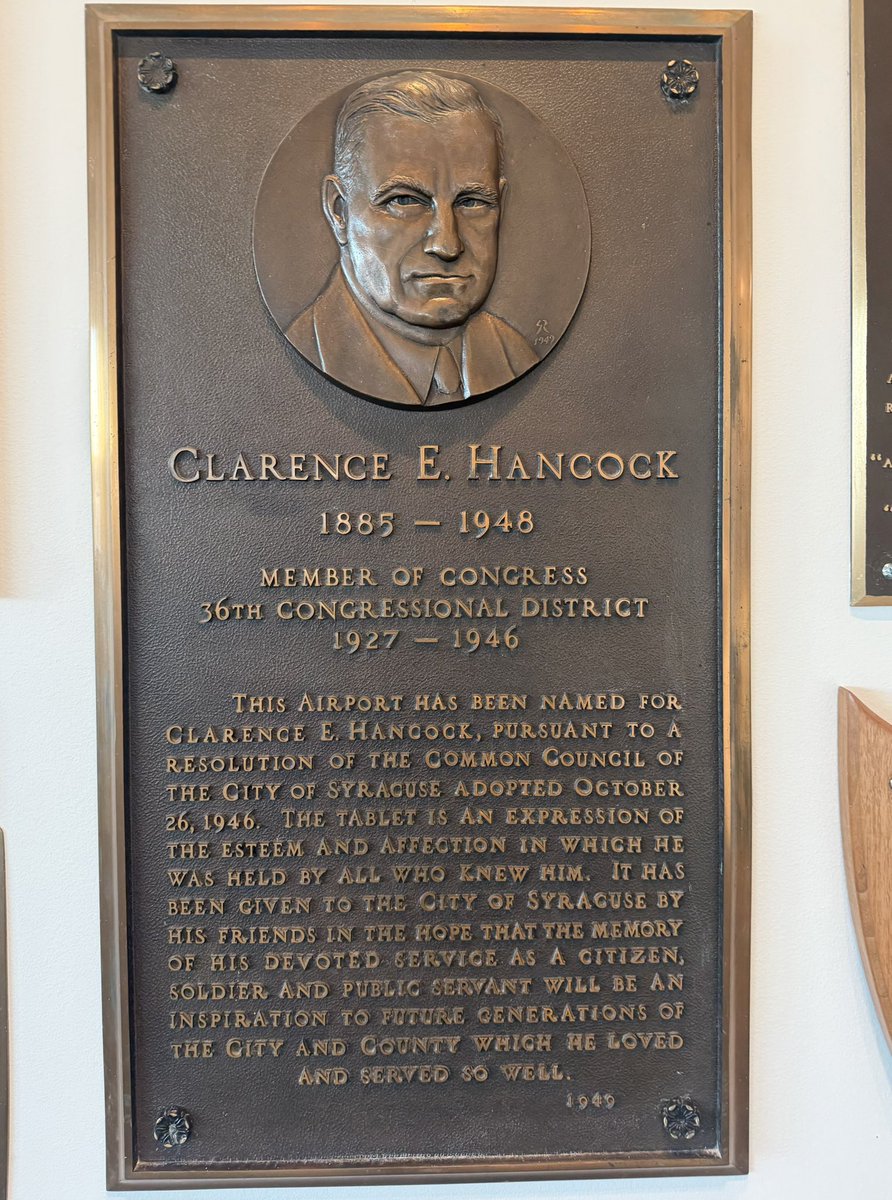 SR
1949
CLARENCE E. HANCOCK
1885 — 1948
MEMBER OF CONGRESS
36TH CONGRESSIONAL DISTRICT
1927 — 1946
THIS AIRPORT HAS BEEN NAMED FOR
CLARENCE E. HANCOCK, PURSUANT TO A
RESOLUTION OF THE COMMON COUNCIL OF
THE CITY OF SYRACUSE ADOPTED OCTOBER
26, 1946. THE TABLET IS AN EXPRESSION OF
THE ESTEEM AND AFFECTION IN WHICH HE
WAS HELD BY ALL WHO KNEW HIM. IT HAS
BEEN GIVEN TO THE CITY OF SYRACUSE BY
HIS FRIENDS IN THE HOPE THAT THE MEMORY
OF HIS DEVOTED SERVICE AS A CITIZEN,
SOLDIER AND PUBLIC SERVANT WILL BE AN
INSPIRATION TO FUTURE GENERATIONS OF
THE CITY AND COUNTY WHICH HE LOVED
AND SERVED SO WELL.
1949